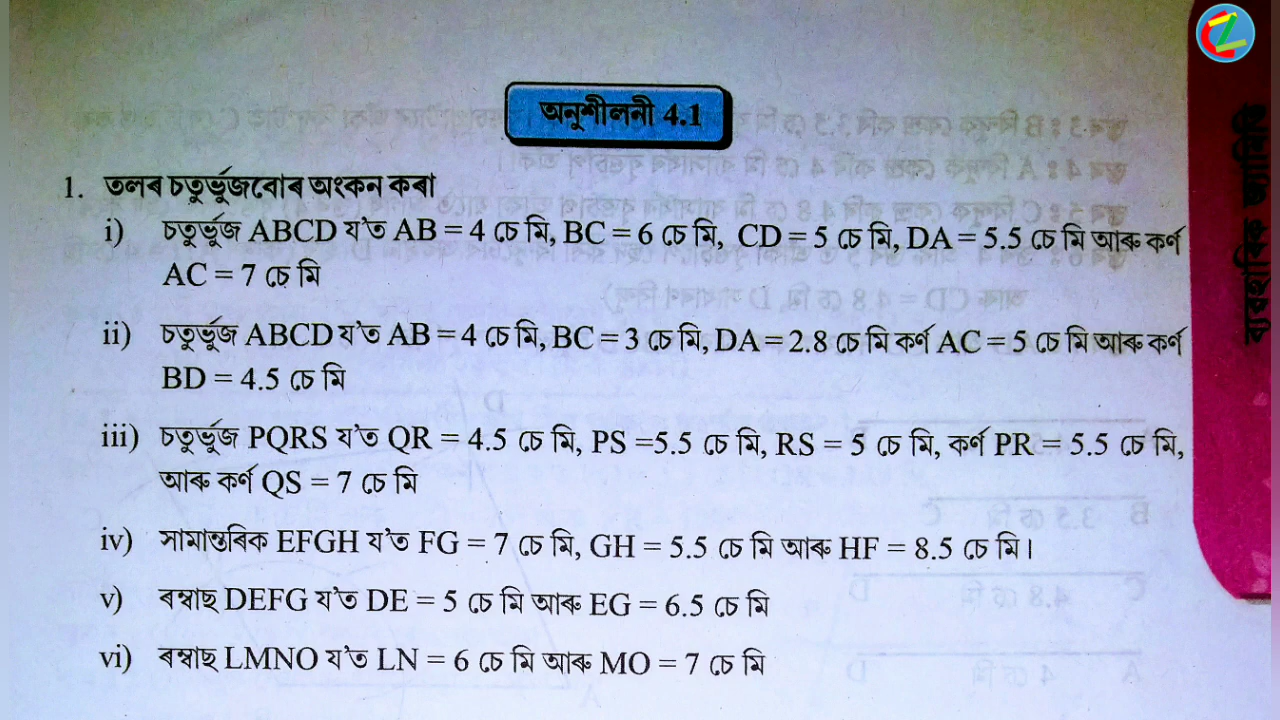 অনুশীলনী 4.1
1. তলৰ চতুৰ্ভুজবোৰ অংকন কৰা
i) চতুৰ্ভুজ ABCD য'ত AB = 4 চে মি, BC = 6 চে মি, CD = 5 চে মি, DA = 5.5 চে মি আৰু কৰ্ণ
AC = 7 চে মি
ii) চতুৰ্ভুজ ABCD য'ত AB = 4 চে মি, BC = 3 চে মি, DA = 2.8 চে মি কৰ্ণ AC = 5 চে মি আৰু কৰ্ণ
BD = 4.5 চে মি
iii) চতুৰ্ভুজ PQRS য'ত QR = 4.5 চে মি, PS =5.5 চে মি, RS = 5 চে মি, কৰ্ণ PR = 5.5 চে মি,
আৰু কৰ্ণ QS = 7 চে মি
iv) সামান্তৰিক EFGH য'ত FG = 7 চে মি, GH = 5.5 চে মি আৰু HF = 8.5 চে মি।
v) ৰম্বাছ DEFG য'ত DE = 5 চে মি আৰু EG = 6.5 চে মি
vi) ৰম্বাছ LMNO য'ত LN = 6 চে মি আৰু MO = 7 চে মি
ব্যৱহাৰিক জ্যামিতি